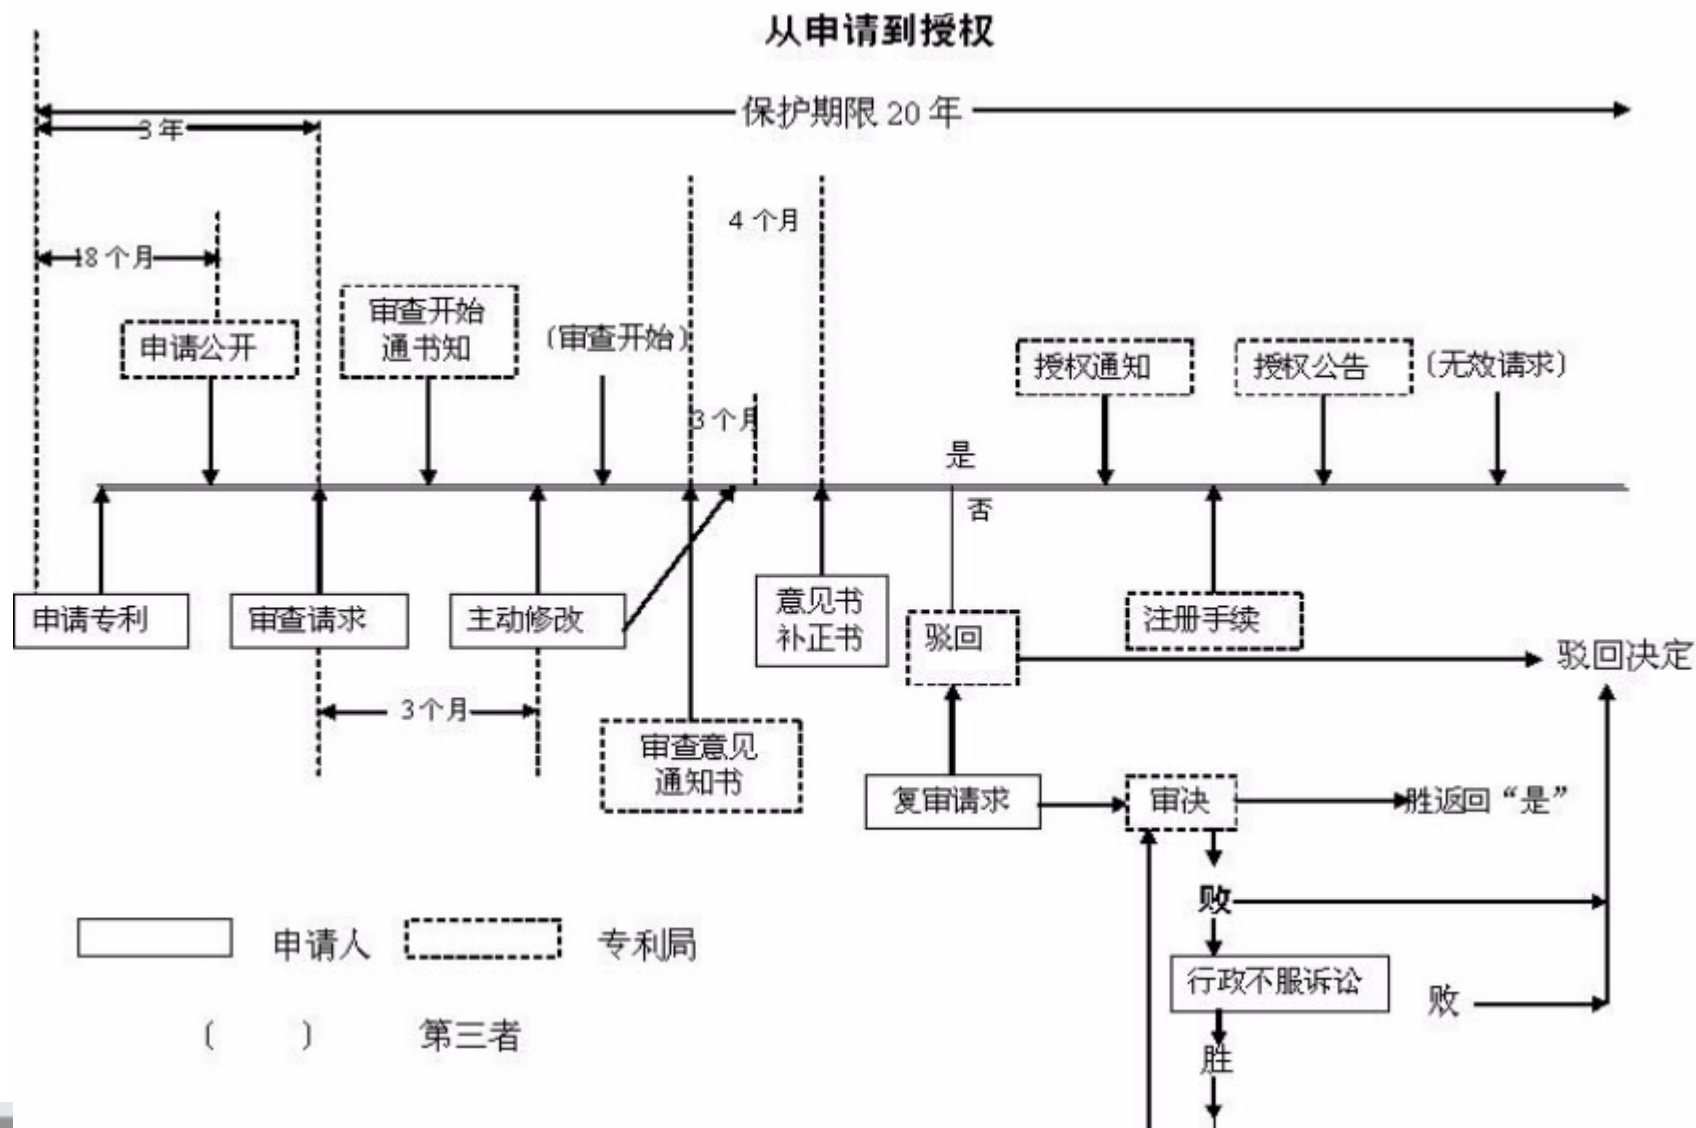 从申请到授权
保护期限 20 年
3 年
4 个月
18 个月
审查开始
通书知
申请公开
〔审查开始〕
授权通知
授权公告
〔无效请求〕
3 个月
是
否
申请专利
审查请求
主动修改
意见书
补正书
驳回
注册手续
驳回决定
3个月
审查意见
通知书
复审请求
审决
胜返回“是”
败
申请人
专利局
行政不服诉讼
败
〔 〕
第三者
胜